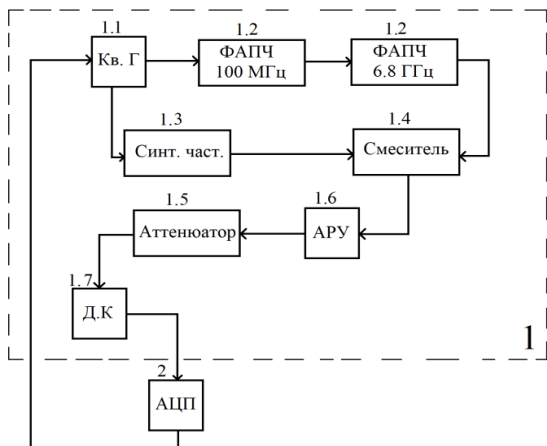 1.1
Кв. Г
1.2
ФАПЧ
100 МГц
1.2
ФАПЧ
6.8 ГГц
1.3
Синт. част.
1.4
Смеситель
1.5
Аттенюатор
1.6
АРУ
1.7
Д.К
1
2
АЦП